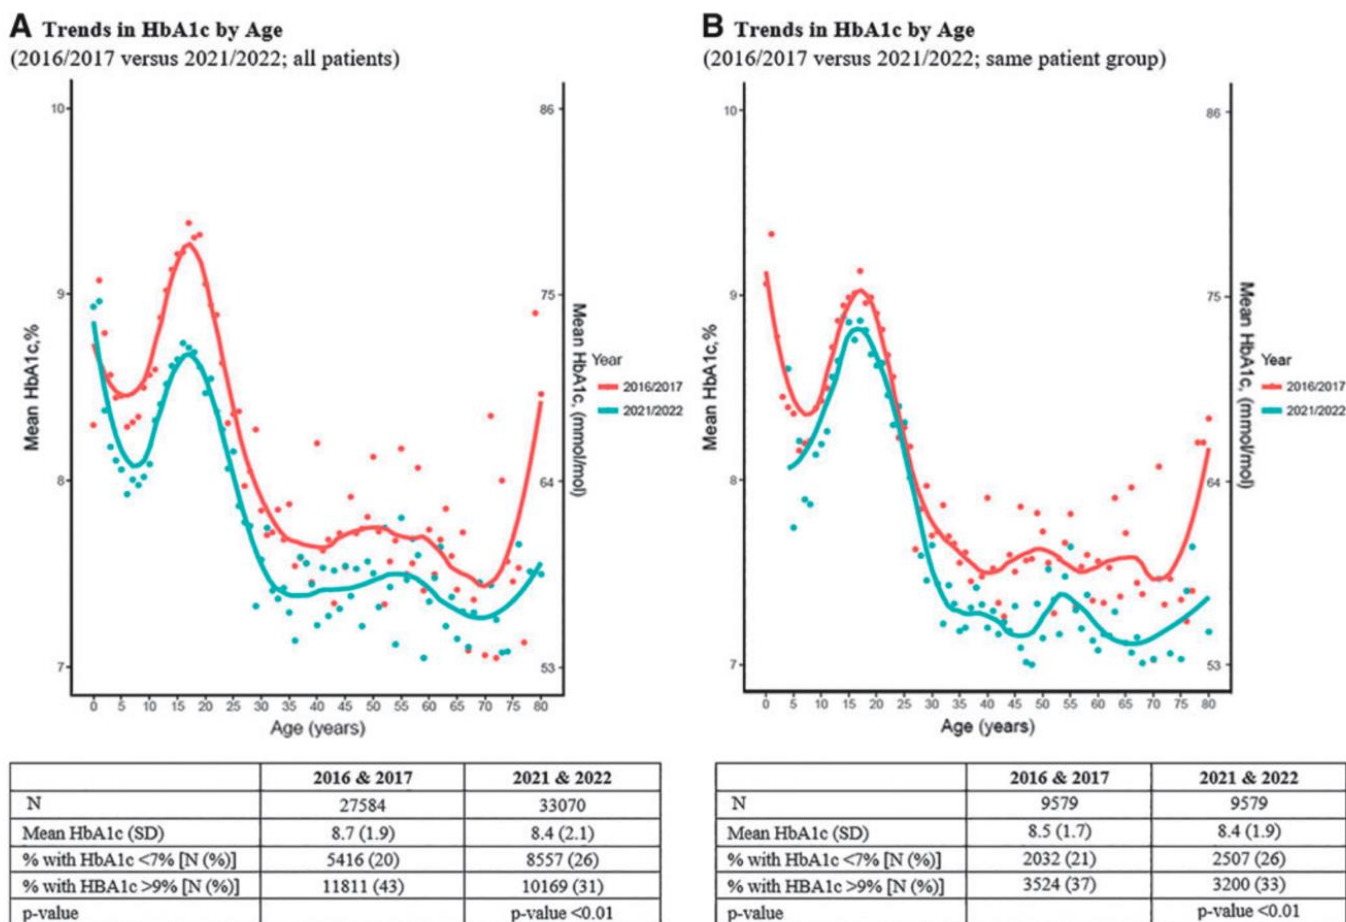 A Trends in HbA1c by Age
(2016/2017 versus 2021/2022; all patients)
10
9
8
7
Mean HbA1c,%
86
75
64
53
Mean HbA1c, (mmol/mol)
0 5 10 15 20 25 30 35 40 45 50 55 60 65 70 75 80
Age (years)
Year
2016/2017
2021/2022
2016 & 2017 2021 & 2022
N 27584 33070
Mean HbA1c (SD) 8.7 (1.9) 8.4 (2.1)
% with HbA1c <7% [N (%)] 5416 (20) 8557 (26)
% with HBA1c >9% [N (%)] 11811 (43) 10169 (31)
p-value p-value <0.01
B Trends in HbA1c by Age
(2016/2017 versus 2021/2022; same patient group)
10
9
8
7
Mean HbA1c,%
86
75
64
53
Mean HbA1c, (mmol/mol)
0 5 10 15 20 25 30 35 40 45 50 55 60 65 70 75 80
Age (years)
Year
2016/2017
2021/2022
2016 & 2017 2021 & 2022
N 9579 9579
Mean HbA1c (SD) 8.5 (1.7) 8.4 (1.9)
% with HbA1c <7% [N (%)] 2032 (21) 2507 (26)
% with HBA1c >9% [N (%)] 3524 (37) 3200 (33)
p-value p-value <0.01